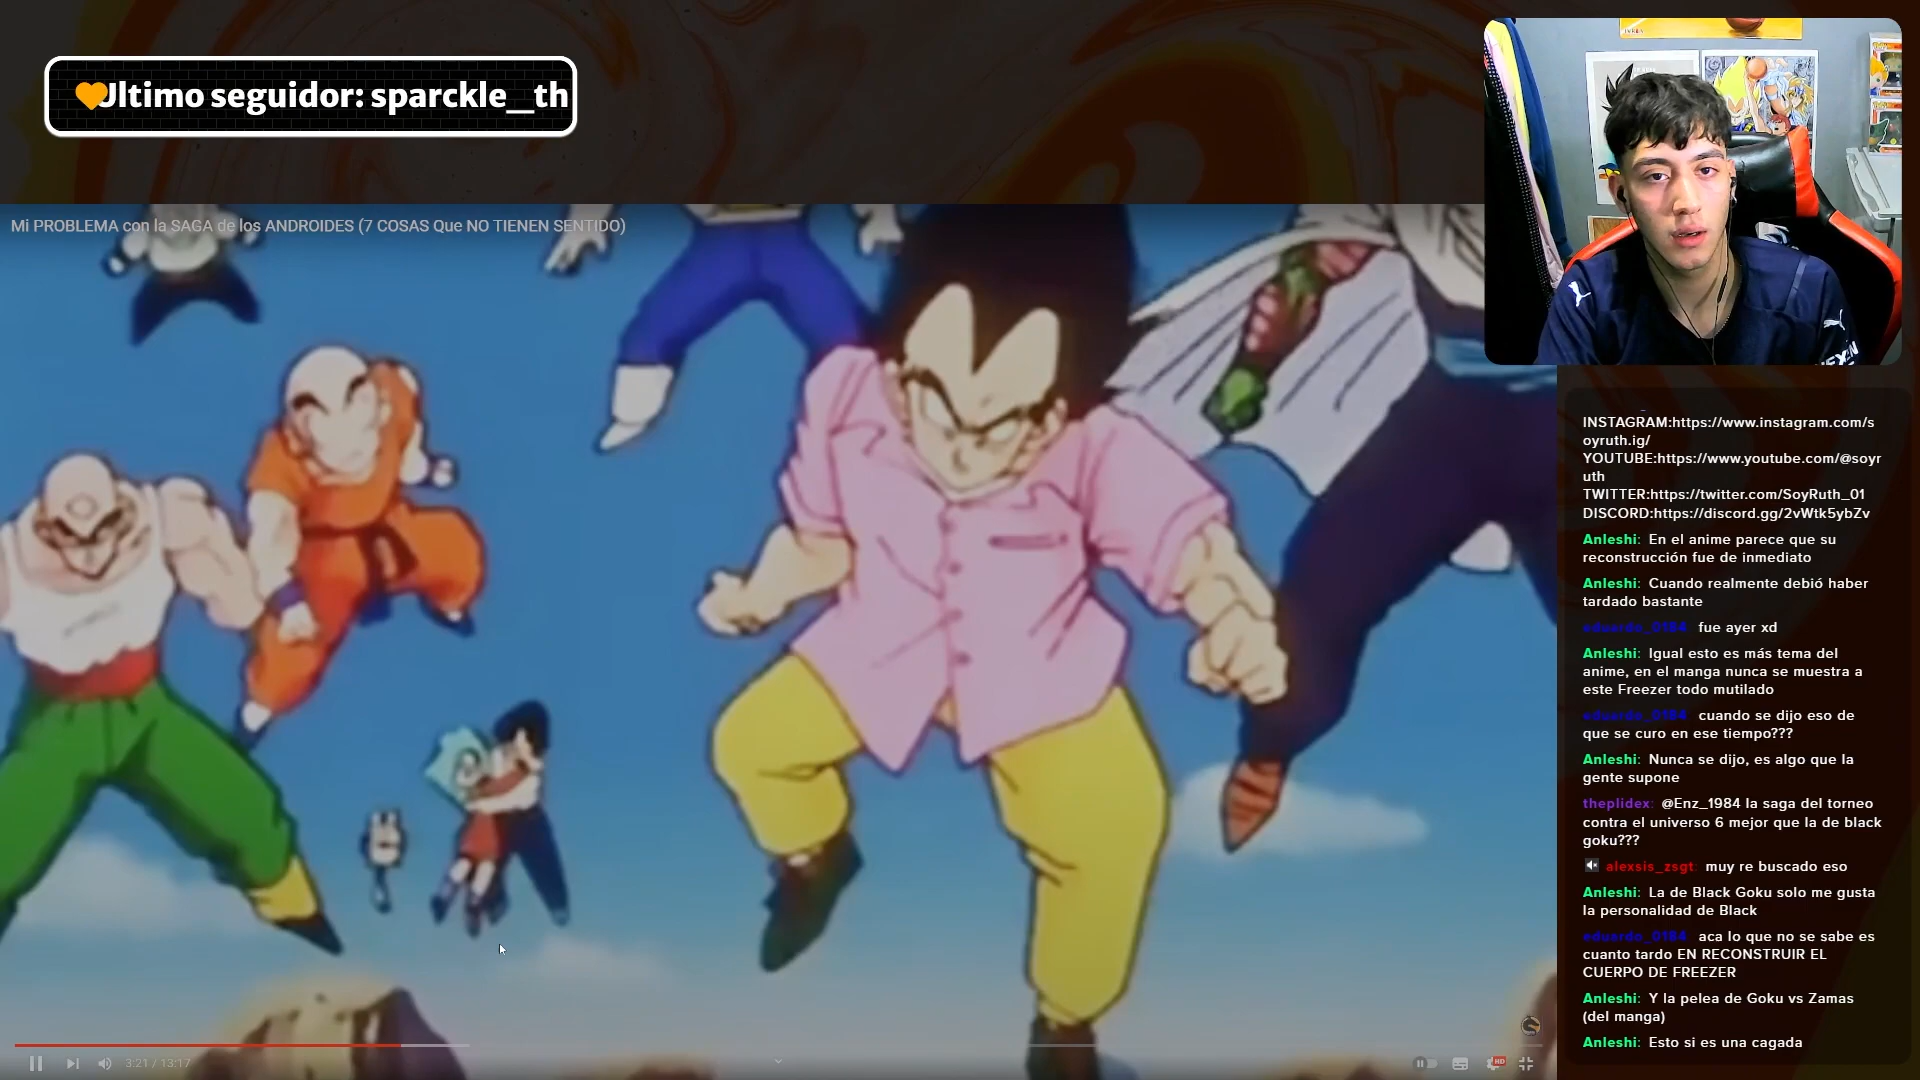 Ultimo seguidor: sparckle_th
Mi PROBLEMA con la SAGA de los ANDROIDES (7 COSAS Que NO TIENEN SENTIDO)
INSTAGRAM:https://www.instagram.com/s
oyruth.ig/
YOUTUBE:https://www.youtube.com/@soyr
uth
TWITTER:https://twitter.com/SoyRuth_01
DISCORD:https://discord.gg/2vWtk5ybZv
Anleshi: En el anime parece que su
reconstrucción fue de inmediato
Anleshi: Cuando realmente debió haber
tardado bastante
eduardo_0184: fue ayer xd
Anleshi: Igual esto es más tema del
anime, en el manga nunca se muestra a
este Freezer todo mutilado
eduardo_0184: cuando se dijo eso de
que se curo en ese tiempo???
Anleshi: Nunca se dijo, es algo que la
gente supone
theplidex: @Enz_1984 la saga del torneo
contra el universo 6 mejor que la de black
goku???
alexsis_zsgt: muy re buscado eso
Anleshi: La de Black Goku solo me gusta
la personalidad de Black
eduardo_0184: aca lo que no se sabe es
cuanto tardo EN RECONSTRUIR EL
CUERPO DE FREEZER
Anleshi: Y la pelea de Goku vs Zamas
(del manga)
Anleshi: Esto si es una cagada
3:21 / 13:17
HD